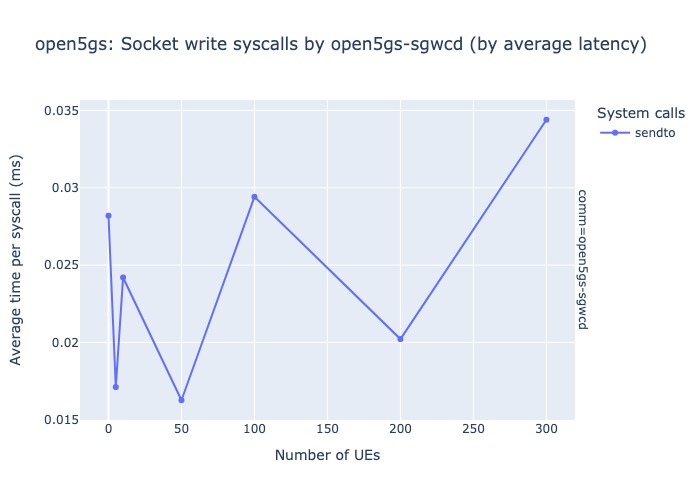 open5gs: Socket write syscalls by open5gs-sgwcd (by average latency)
System calls
sendto
Average time per syscall (ms)
0.035
0.03
0.025
0.02
0.015
comm=open5gs-sgwcd
0 50 100 150 200 250 300
Number of UEs